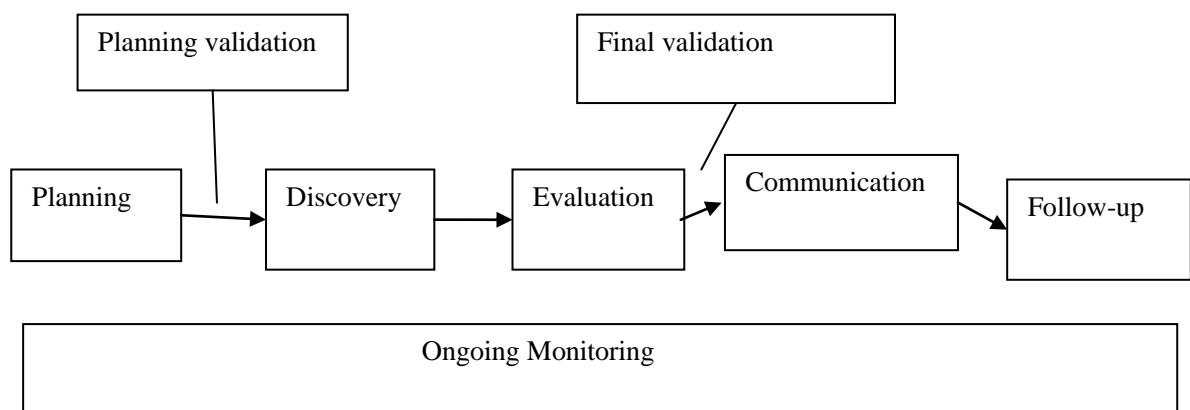 Planning validation
Final validation
Planning
Discovery
Evaluation
Communication
Follow-up
Ongoing Monitoring